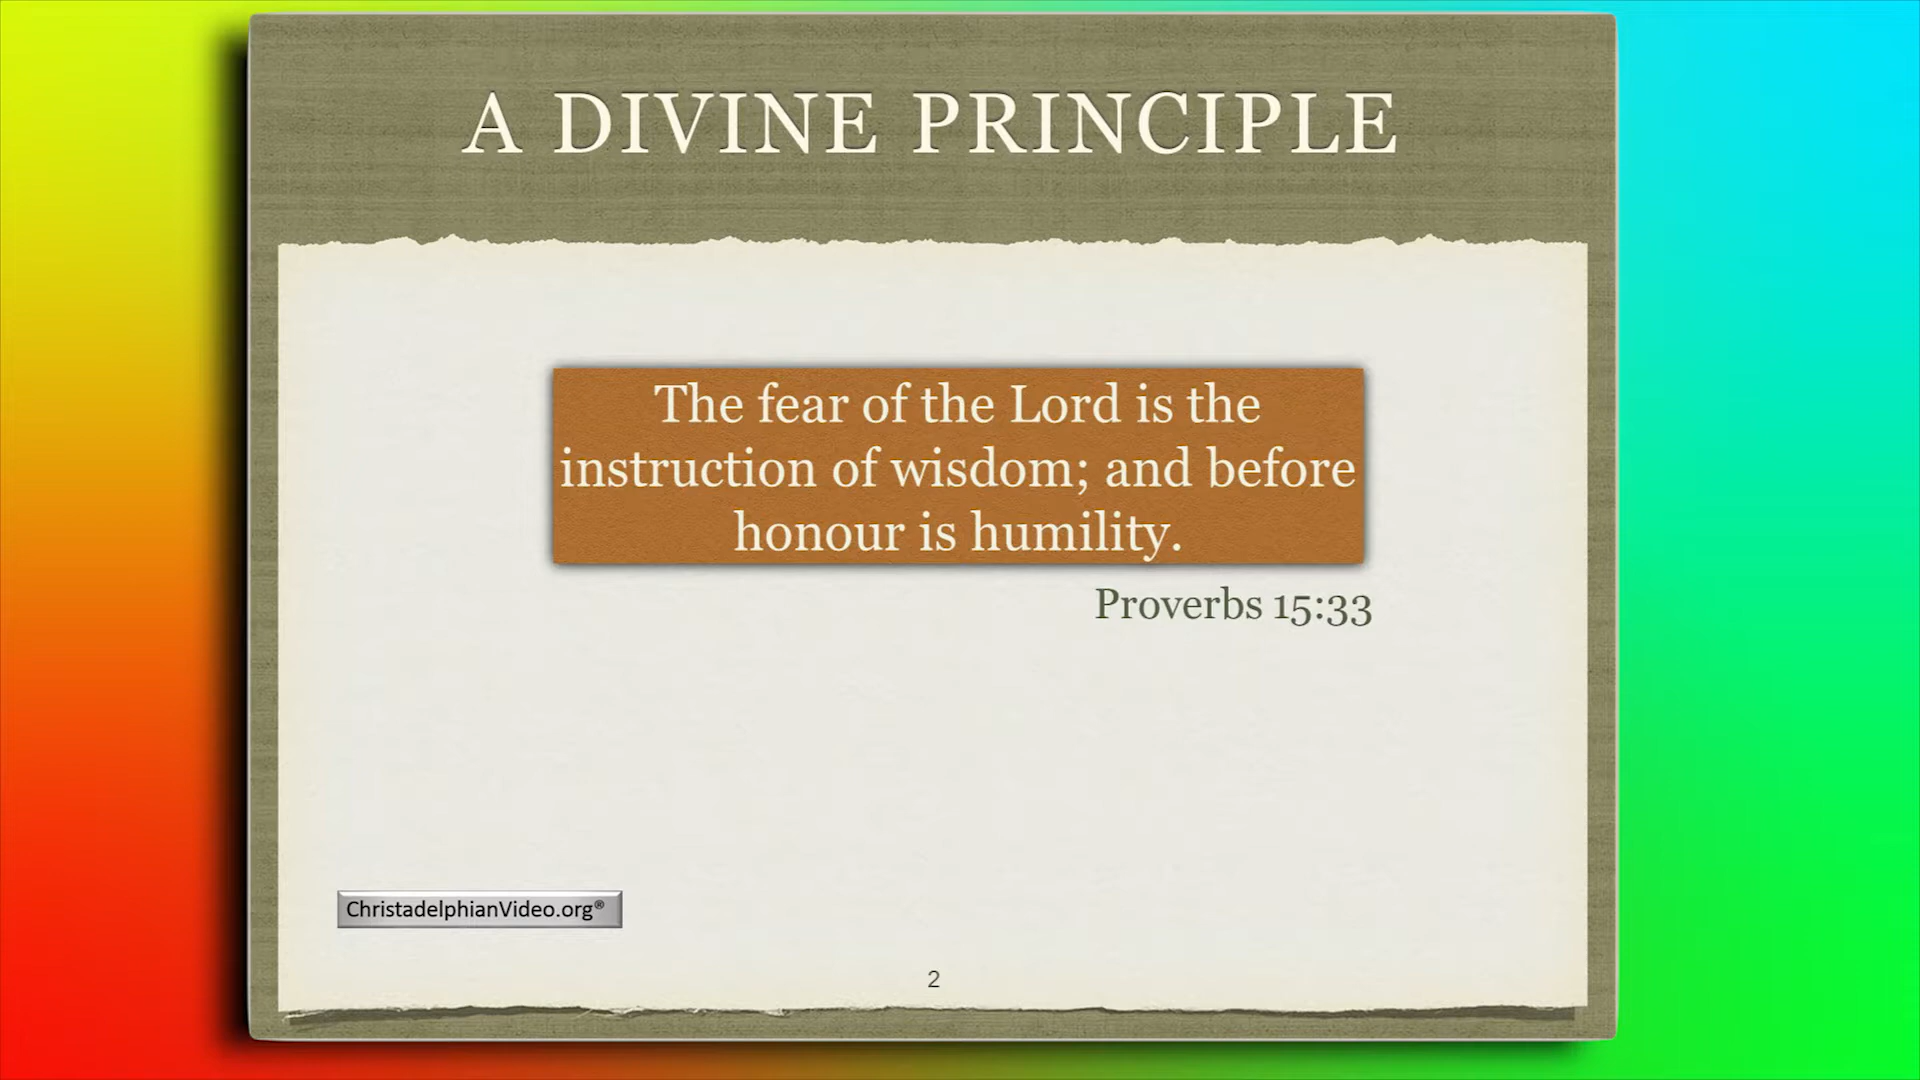 A DIVINE PRINCIPLE
The fear of the Lord is the
instruction of wisdom; and before
honour is humility.
Proverbs 15:33
ChristadelphianVideo.org®
2